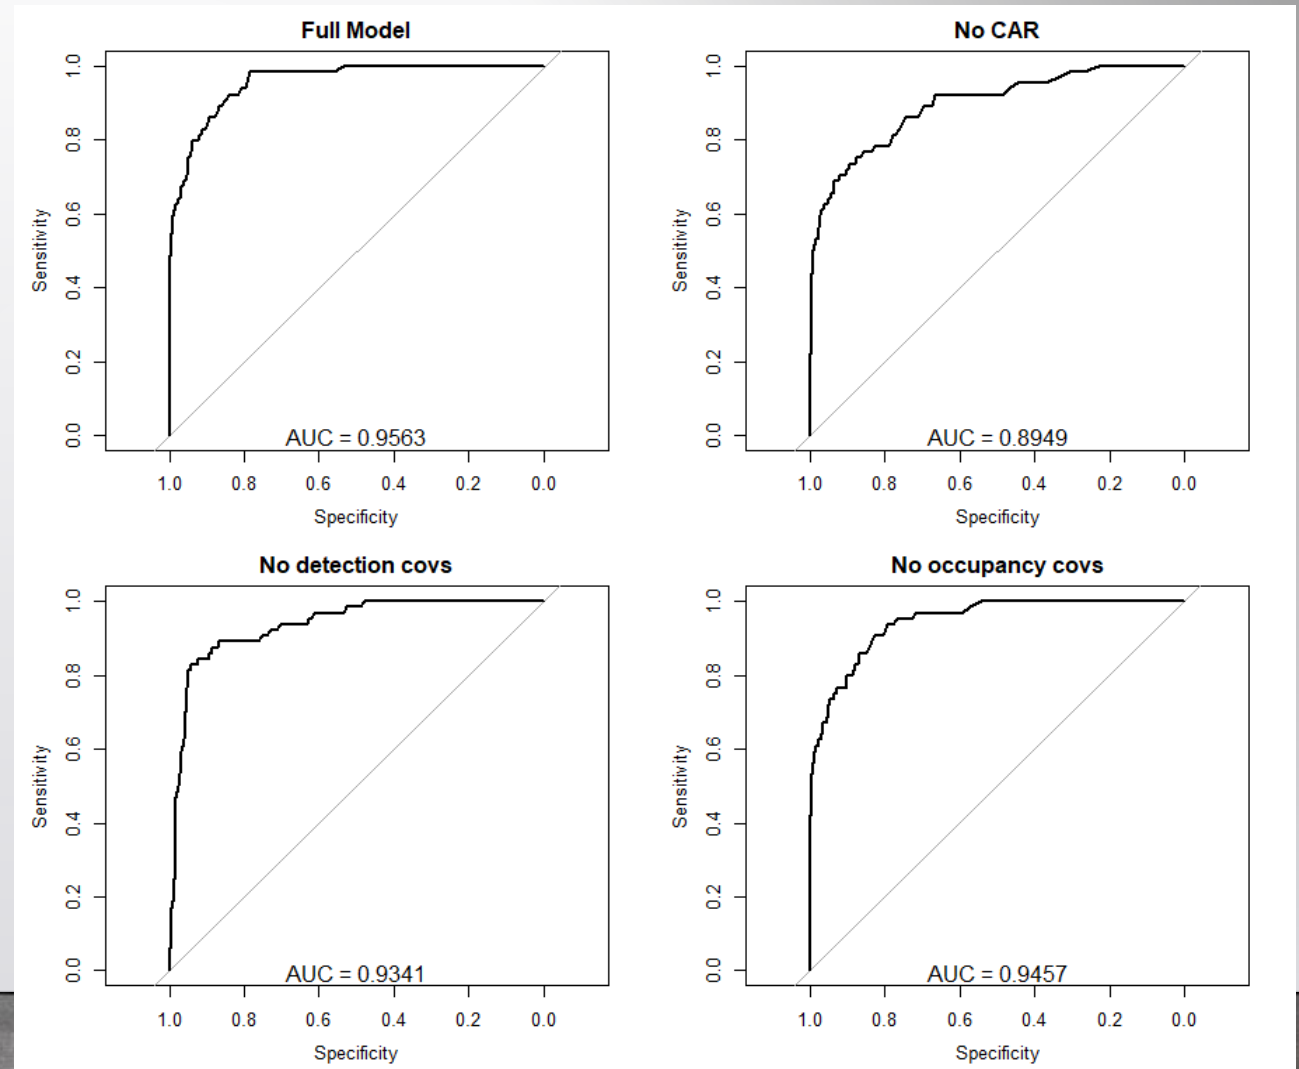 Full Model
1.0
0.8
0.6
0.4
0.2
0.0
Sensitivity
AUC = 0.9563
1.0 0.8 0.6 0.4 0.2 0.0
Specificity
No CAR
1.0
0.8
0.6
0.4
0.2
0.0
Sensitivity
AUC = 0.8949
1.0 0.8 0.6 0.4 0.2 0.0
Specificity
No detection covs
1.0
0.8
0.6
0.4
0.2
0.0
Sensitivity
AUC = 0.9341
1.0 0.8 0.6 0.4 0.2 0.0
Specificity
No occupancy covs
1.0
0.8
0.6
0.4
0.2
0.0
Sensitivity
AUC = 0.9457
1.0 0.8 0.6 0.4 0.2 0.0
Specificity